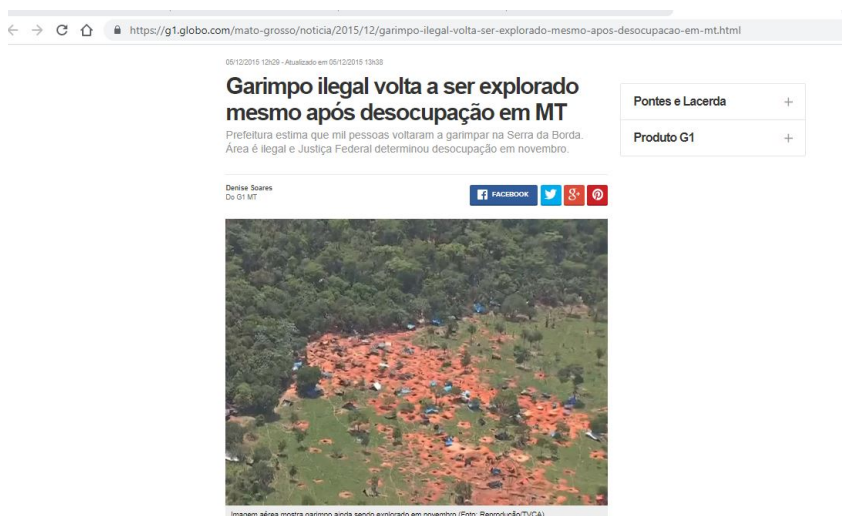 https://g1.globo.com/mato-grosso/noticia/2015/12/garimpo-ilegal-volta-ser-explorado-mesmo-apos-desocupacao-em-mt.html
05/12/2015 12h29 - Atualizado em 05/12/2015 13h38
Garimpo ilegal volta a ser explorado
mesmo após desocupação em MT
Prefeitura estima que mil pessoas voltaram a garimpar na Serra da Borda.
Área é ilegal e Justiça Federal determinou desocupação em novembro.
Pontes e Lacerda +
Produto G1 +
Denise Soares
Do G1 MT
FACEBOOK
Imagem aérea mostra garimpo ainda sendo explorado em novembro (Foto: Reprodução/TVCA)